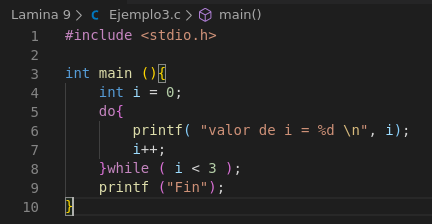 Lamina 9 > C Ejemplo3.c > main()
1 #include <stdio.h>
2
3 int main (){
4     int i = 0;
5     do{
6         printf( "valor de i = %d \n", i);
7         i++;
8     }while ( i < 3 );
9     printf ("Fin");
10 }